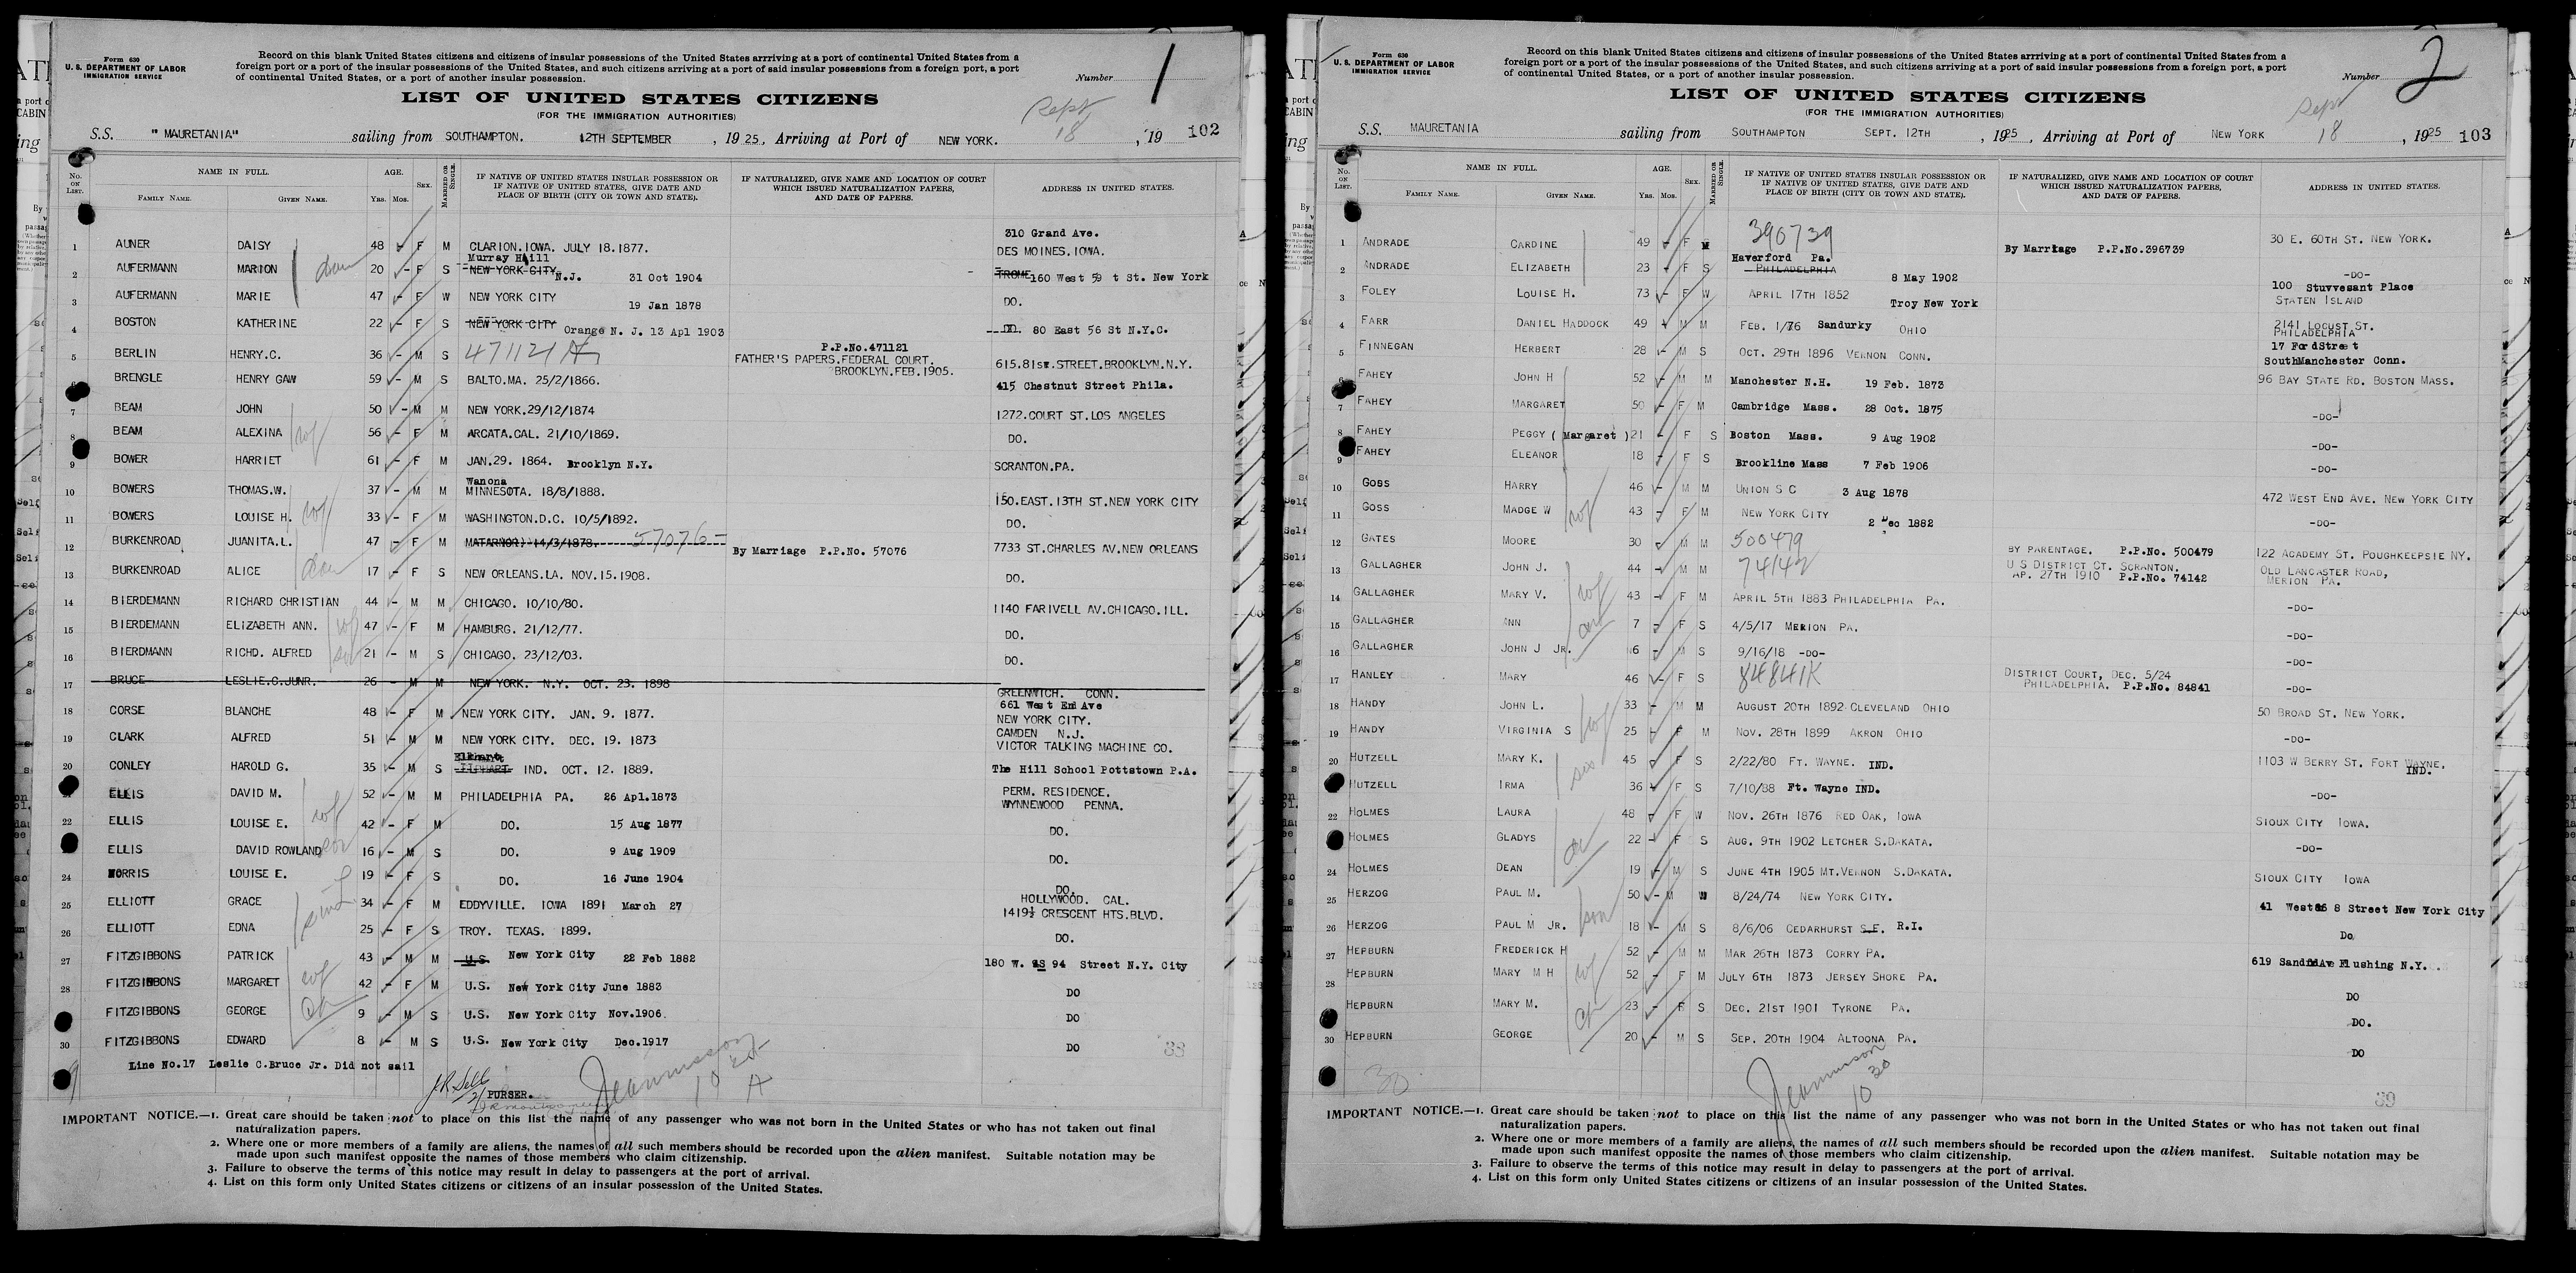 Form 630
U. S. DEPARTMENT OF LABOR
IMMIGRATION SERVICE
Record on this blank United States citizens and citizens of insular possessions of the United States arrriving at a port of continental United States from a
foreign port or a port of the insular possessions of the United States, and such citizens arriving at a port of said insular possessions from a foreign port, a port
of continental United States, or a port of another insular possession.
Number 1
LIST OF UNITED STATES CITIZENS
(FOR THE IMMIGRATION AUTHORITIES)
S.S. "MAURETANIA" sailing from SOUTHAMPTON. 12TH SEPTEMBER, 1925, Arriving at Port of NEW YORK. Sept 18, 19 102
No. ON LIST. NAME IN FULL. AGE. SEX. MARRIED OR SINGLE. IF NATIVE OF UNITED STATES INSULAR POSSESSION OR IF NATIVE OF UNITED STATES, GIVE DATE AND PLACE OF BIRTH (CITY OR TOWN AND STATE). IF NATURALIZED, GIVE NAME AND LOCATION OF COURT WHICH ISSUED NATURALIZATION PAPERS, AND DATE OF PAPERS. ADDRESS IN UNITED STATES.
FAMILY NAME. GIVEN NAME. YRS. MOS.
1 AUNER DAISY 48 F M CLARION.IOWA. JULY 18.1877. 310 Grand Ave. DES MOINES.IOWA.
2 AUFERMANN MARION 20 F S Murray Hill NEW YORK CITY N.J. 31 Oct 1904 160 West 59 t St. New York
3 AUFERMANN MARIE 47 F W NEW YORK CITY 19 Jan 1878 DO.
4 BOSTON KATHERINE 22 F S NEW YORK CITY Orange N. J. 13 Apl 1903 80 East 56 St N.Y.C.
5 BERLIN HENRY.C. 36 M S 471121 P.P.No.471121 FATHER'S PAPERS.FEDERAL COURT. BROOKLYN.FEB.1905. 615.81st.STREET.BROOKLYN.N.Y.
6 BRENGLE HENRY GAW 59 M S BALTO.MA. 25/2/1866. 415 Chestnut Street Phila.
7 BEAM JOHN 50 M M NEW YORK.29/12/1874 1272.COURT ST.LOS ANGELES
8 BEAM ALEXINA wf 56 F M ARCATA.CAL. 21/10/1869. DO.
9 BOWER HARRIET 61 F M JAN.29. 1864. Brooklyn N.Y. SCRANTON.PA.
10 BOWERS THOMAS.W. 37 M M Wanona MINNESOTA. 18/8/1888. 150.EAST.13TH ST.NEW YORK CITY
11 BOWERS LOUISE H. wf 33 F M WASHINGTON.D.C. 10/5/1892. DO.
12 BURKENROAD JUANITA.L. 47 F M 14/3/1878. 57076 By Marriage P.P.No. 57076 7733 ST.CHARLES AV.NEW ORLEANS
13 BURKENROAD ALICE dau 17 F S NEW ORLEANS.LA. NOV.15.1908. DO.
14 BIERDEMANN RICHARD CHRISTIAN 44 M M CHICAGO. 10/10/80. 1140 FARIVELL AV.CHICAGO.ILL.
15 BIERDEMANN ELIZABETH ANN. wf 47 F M HAMBURG. 21/12/77. DO.
16 BIERDMANN RICHD. ALFRED son 21 M S CHICAGO. 23/12/03. DO.
17 BRUCE LESLIE.C.JUNR. 26 M M NEW YORK. N.Y. OCT. 23. 1898 GREENWICH. CONN.
18 CORSE BLANCHE 48 F M NEW YORK CITY. JAN. 9. 1877. 661 West End Ave NEW YORK CITY.
19 CLARK ALFRED 51 M M NEW YORK CITY. DEC. 19. 1873 CAMDEN N.J. VICTOR TALKING MACHINE CO.
20 CONLEY HAROLD G. 35 M S Elkhart IND. OCT. 12. 1889. The Hill School Pottstown P.A.
ELLIS DAVID M. 52 M M PHILADELPHIA PA. 26 Apl.1873 PERM. RESIDENCE. WYNNEWOOD PENNA.
22 ELLIS LOUISE E. wf 42 F M DO. 15 Aug 1877 DO.
ELLIS DAVID ROWLAND son 16 M S DO. 9 Aug 1909 DO.
24 NORRIS LOUISE E. 19 F S DO. 16 June 1904 DO.
25 ELLIOTT GRACE 34 F M EDDYVILLE. IOWA 1891 March 27 HOLLYWOOD. CAL. 1419½ CRESCENT HTS.BLVD.
26 ELLIOTT EDNA 25 F S TROY. TEXAS. 1899. DO.
27 FITZGIBBONS PATRICK 43 M M U.S New York City 22 Feb 1882 180 W. 94 Street N.Y. City
28 FITZGIBBONS MARGARET wf 42 F M U.S. New York City June 1883 DO
FITZGIBBONS GEORGE 9 M S U.S. New York City Nov.1906. DO
30 FITZGIBBONS EDWARD 8 M S U.S. New York City Dec.1917 DO
Line No.17 Leslie C.Bruce Jr. Did not sail
PURSER.
38
IMPORTANT NOTICE.—1. Great care should be taken not to place on this list the name of any passenger who was not born in the United States or who has not taken out final
naturalization papers.
2. Where one or more members of a family are aliens, the names of all such members should be recorded upon the alien manifest. Suitable notation may be
made upon such manifest opposite the names of those members who claim citizenship.
3. Failure to observe the terms of this notice may result in delay to passengers at the port of arrival.
4. List on this form only United States citizens or citizens of an insular possession of the United States.
Form 630
U. S. DEPARTMENT OF LABOR
IMMIGRATION SERVICE
Record on this blank United States citizens and citizens of insular possessions of the United States arrriving at a port of continental United States from a
foreign port or a port of the insular possessions of the United States, and such citizens arriving at a port of said insular possessions from a foreign port, a port
of continental United States, or a port of another insular possession.
Number 2
LIST OF UNITED STATES CITIZENS
(FOR THE IMMIGRATION AUTHORITIES)
S.S. MAURETANIA sailing from SOUTHAMPTON SEPT. 12TH, 1925, Arriving at Port of NEW YORK Sept 18, 1925 103
No. ON LIST. NAME IN FULL. AGE. SEX. MARRIED OR SINGLE. IF NATIVE OF UNITED STATES INSULAR POSSESSION OR IF NATIVE OF UNITED STATES, GIVE DATE AND PLACE OF BIRTH (CITY OR TOWN AND STATE). IF NATURALIZED, GIVE NAME AND LOCATION OF COURT WHICH ISSUED NATURALIZATION PAPERS, AND DATE OF PAPERS. ADDRESS IN UNITED STATES.
FAMILY NAME. GIVEN NAME. YRS. MOS.
1 ANDRADE CARDINE 49 F M 390739 By Marriage P.P.No.396739 30 E. 60TH ST. NEW YORK.
2 ANDRADE ELIZABETH 23 F S Haverford Pa. PHILADELPHIA 8 May 1902 -DO-
3 FOLEY LOUISE H. 73 F W APRIL 17TH 1852 Troy New York 100 Stuvvesant Place STATEN ISLAND
4 FARR DANIEL HADDOCK 49 M M FEB. 1/76 Sandurky OHIO 2141 LOCUST ST. PHILADELPHIA
5 FINNEGAN HERBERT 28 M S OCT. 29TH 1896 VERNON CONN. 17 FordStreet SouthManchester Conn.
6 FAHEY JOHN H 52 M M Manchester N.H. 19 Feb. 1873 96 BAY STATE RD. BOSTON MASS.
7 FAHEY MARGARET 50 F M Cambridge Mass. 28 Oct. 1875 -DO-
8 FAHEY PEGGY (Margaret) 21 F S Boston Mass. 9 Aug 1902 -DO-
9 FAHEY ELEANOR 18 F S Brookline Mass 7 Feb 1906 -DO-
10 GOSS HARRY 46 M M UNION S C 3 Aug 1878 472 WEST END AVE. NEW YORK CITY
11 GOSS MADGE W wf 43 F M NEW YORK CITY 2 Dec 1882 -DO-
12 GATES MOORE 30 M M 500479 BY PARENTAGE. P.P.No. 500479 122 ACADEMY ST. POUGHKEEPSIE NY.
13 GALLAGHER JOHN J. 44 M M 74142 U S DISTRICT CT. SCRANTON. AP. 27TH 1910 P.P.No. 74142 OLD LANCASTER ROAD, MERION PA.
14 GALLAGHER MARY V. wf 43 F M APRIL 5TH 1883 PHILADELPHIA PA. -DO-
15 GALLAGHER ANN 7 F S 4/5/17 MERION PA. -DO-
16 GALLAGHER JOHN J JR. 6 M S 9/16/18 -DO- -DO-
17 HANLEY MARY 46 F S 84841 DISTRICT COURT, DEC. 5/24 PHILADELPHIA. P.P.No. 84841 -DO-
18 HANDY JOHN L. 33 M M AUGUST 20TH 1892 CLEVELAND OHIO 50 BROAD ST. NEW YORK.
19 HANDY VIRGINIA S wf 25 F M NOV. 28TH 1899 AKRON OHIO -DO-
20 HUTZELL MARY K. 45 F S 2/22/80 FT. WAYNE. IND. 1103 W BERRY ST. FORT WAYNE, IND.
HUTZELL IRMA sis 36 F S 7/10/88 Ft. Wayne IND. -DO-
22 HOLMES LAURA 48 F W NOV. 26TH 1876 RED OAK, IOWA SIOUX CITY IOWA.
HOLMES GLADYS 22 F S AUG. 9TH 1902 LETCHER S.DAKATA. -DO-
24 HOLMES DEAN 19 M S JUNE 4TH 1905 MT.VERNON S.DAKATA. SIOUX CITY IOWA
25 HERZOG PAUL M. 50 M W 8/24/74 NEW YORK CITY. 41 West 8 Street New York City
26 HERZOG PAUL M JR. son 18 M S 8/6/06 CEDARHURST R.I. Do
27 HEPBURN FREDERICK H 52 M M MAR 26TH 1873 CORRY PA. 619 Ave Flushing N.Y.
28 HEPBURN MARY M H wf 52 F M JULY 6TH 1873 JERSEY SHORE PA. DO
HEPBURN MARY M. 23 F S DEC. 21ST 1901 TYRONE PA. DO.
30 HEPBURN GEORGE 20 M S SEP. 20TH 1904 ALTOONA PA. DO
30
39
IMPORTANT NOTICE.—1. Great care should be taken not to place on this list the name of any passenger who was not born in the United States or who has not taken out final
naturalization papers.
2. Where one or more members of a family are aliens, the names of all such members should be recorded upon the alien manifest. Suitable notation may be
made upon such manifest opposite the names of those members who claim citizenship.
3. Failure to observe the terms of this notice may result in delay to passengers at the port of arrival.
4. List on this form only United States citizens or citizens of an insular possession of the United States.